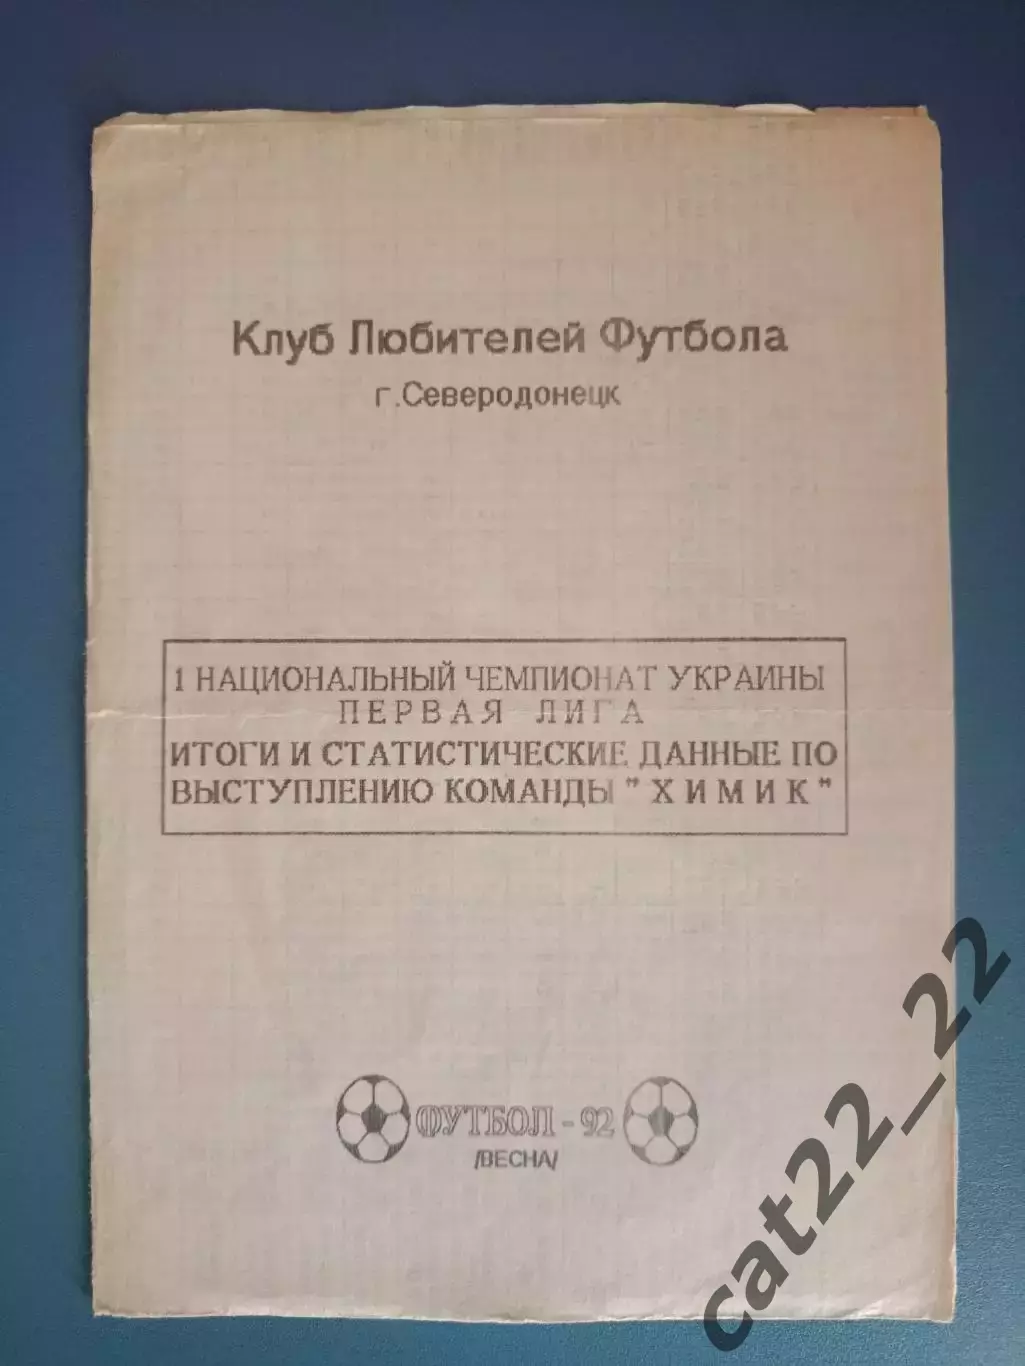 Клуб Любителей Футбола
г.Северодонецк
1 НАЦИОНАЛЬНЫЙ ЧЕМПИОНАТ УКРАИНЫ
ПЕРВАЯ ЛИГА
ИТОГИ И СТАТИСТИЧЕСКИЕ ДАННЫЕ ПО
ВЫСТУПЛЕНИЮ КОМАНДЫ "ХИМИК"
ФУТБОЛ - 92
/ВЕСНА/
cat22_22